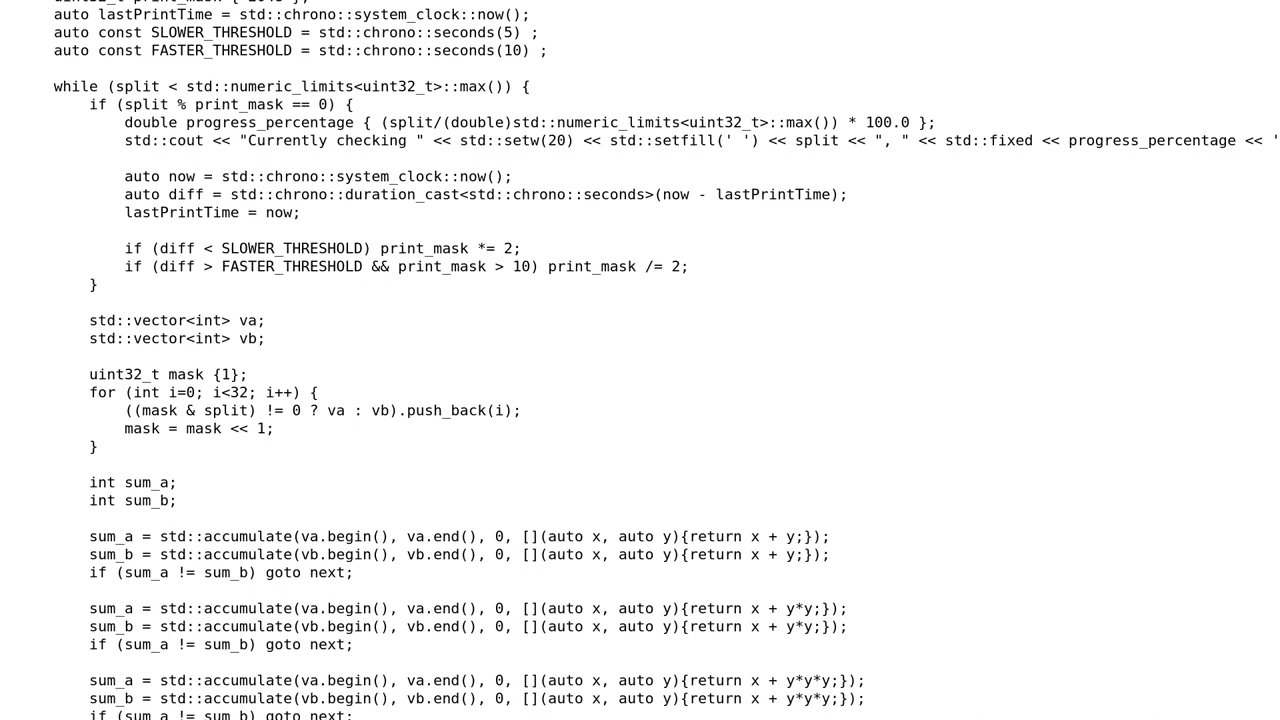 auto lastPrintTime = std::chrono::system_clock::now();
auto const SLOWER_THRESHOLD = std::chrono::seconds(5) ;
auto const FASTER_THRESHOLD = std::chrono::seconds(10) ;
while (split < std::numeric_limits<uint32_t>::max()) {
if (split % print_mask == 0) {
double progress_percentage { (split/(double)std::numeric_limits<uint32_t>::max()) * 100.0 };
std::cout << "Currently checking " << std::setw(20) << std::setfill(' ') << split << ", " << std::fixed << progress_percentage << '
auto now = std::chrono::system_clock::now();
auto diff = std::chrono::duration_cast<std::chrono::seconds>(now - lastPrintTime);
lastPrintTime = now;
if (diff < SLOWER_THRESHOLD) print_mask *= 2;
if (diff > FASTER_THRESHOLD && print_mask > 10) print_mask /= 2;
}
std::vector<int> va;
std::vector<int> vb;
uint32_t mask {1};
for (int i=0; i<32; i++) {
((mask & split) != 0 ? va : vb).push_back(i);
mask = mask << 1;
}
int sum_a;
int sum_b;
sum_a = std::accumulate(va.begin(), va.end(), 0, [](auto x, auto y){return x + y;});
sum_b = std::accumulate(vb.begin(), vb.end(), 0, [](auto x, auto y){return x + y;});
if (sum_a != sum_b) goto next;
sum_a = std::accumulate(va.begin(), va.end(), 0, [](auto x, auto y){return x + y*y;});
sum_b = std::accumulate(vb.begin(), vb.end(), 0, [](auto x, auto y){return x + y*y;});
if (sum_a != sum_b) goto next;
sum_a = std::accumulate(va.begin(), va.end(), 0, [](auto x, auto y){return x + y*y*y;});
sum_b = std::accumulate(vb.begin(), vb.end(), 0, [](auto x, auto y){return x + y*y*y;});
if (sum_a != sum_b) goto next;